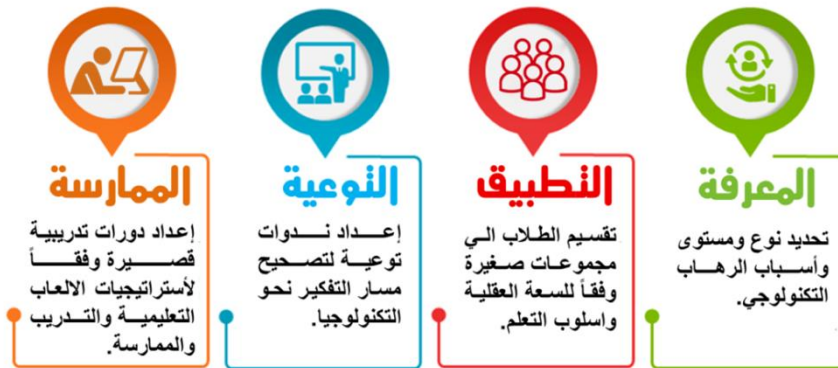 المعرفة
تحديد نوع ومستوى
وأسباب الرهاب
التكنولوجي.
التطبيق
تقسيم الطلاب الي
مجموعات صغيرة
وفقاً للسعة العقلية
واسلوب التعلم.
التوعية
إعداد ندوات
توعية لتصحيح
مسار التفكير نحو
التكنولوجيا.
الممارسة
إعداد دورات تدريبية
قصيرة وفقاً
لأستراتيجيات الالعاب
التعليمية والتدريب
والممارسة.